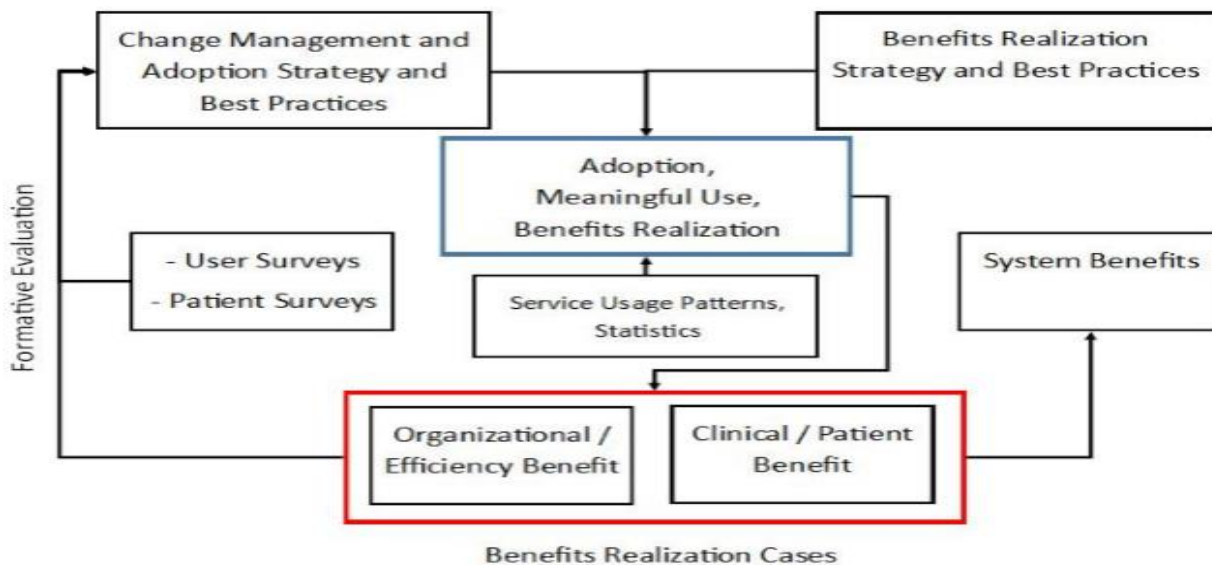 Change Management and
Adoption Strategy and
Best Practices
Benefits Realization
Strategy and Best Practices
Adoption,
Meaningful Use,
Benefits Realization
Formative Evaluation
- User Surveys
- Patient Surveys
System Benefits
Service Usage Patterns,
Statistics
Organizational /
Efficiency Benefit
Clinical / Patient
Benefit
Benefits Realization Cases